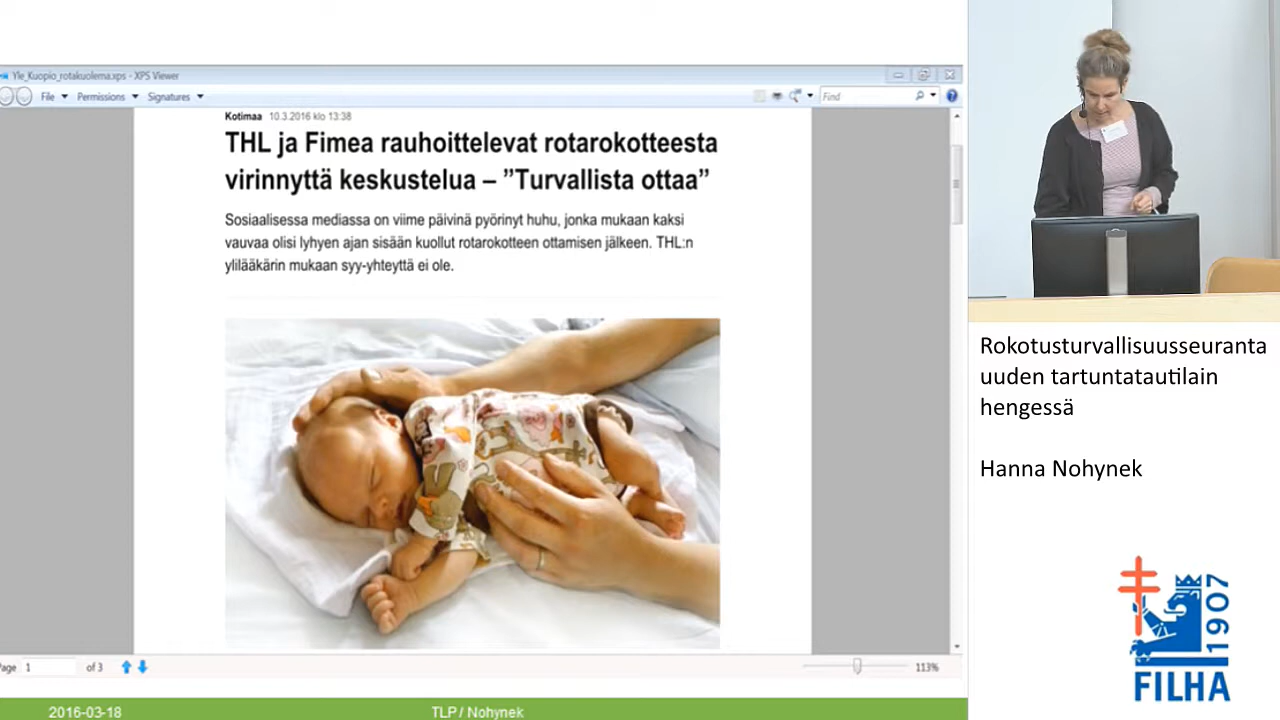 Yle_Kuopio_rotakuolema.xps - XPS Viewer
File Permissions Signatures Find
Kotimaa 10.3.2016 klo 13:38
THL ja Fimea rauhoittelevat rotarokotteesta
virinnyttä keskustelua – ”Turvallista ottaa”
Sosiaalisessa mediassa on viime päivinä pyörinyt huhu, jonka mukaan kaksi
vauvaa olisi lyhyen ajan sisään kuollut rotarokotteen ottamisen jälkeen. THL:n
ylilääkärin mukaan syy-yhteyttä ei ole.
Page 1 of 3 113%
2016-03-18 TLP / Nohynek
Rokotusturvallisuusseuranta
uuden tartuntatautilain
hengessä
Hanna Nohynek
1907
FILHA